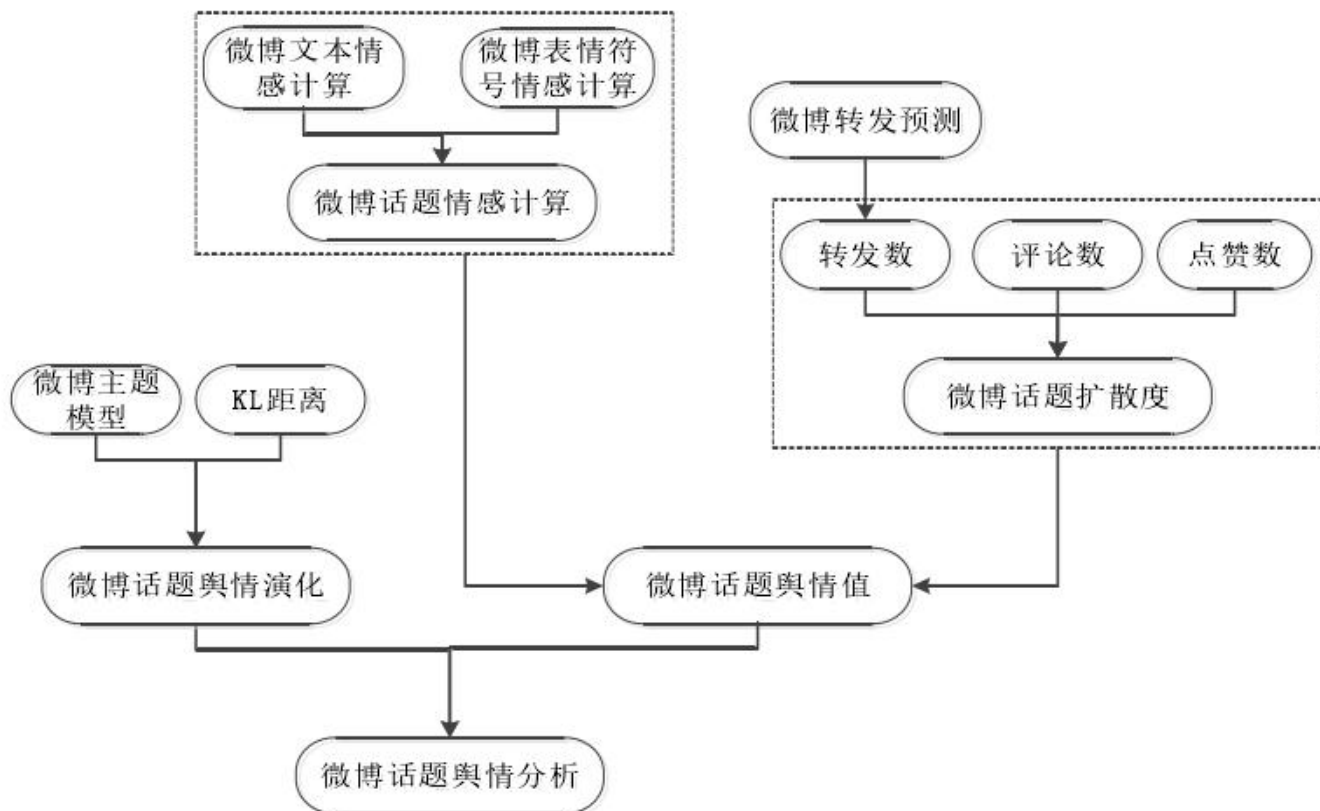 微博文本情
感计算
微博表情符
号情感计算
微博话题情感计算
微博转发预测
转发数
评论数
点赞数
微博话题扩散度
微博主题
模型
KL距离
微博话题舆情演化
微博话题舆情值
微博话题舆情分析